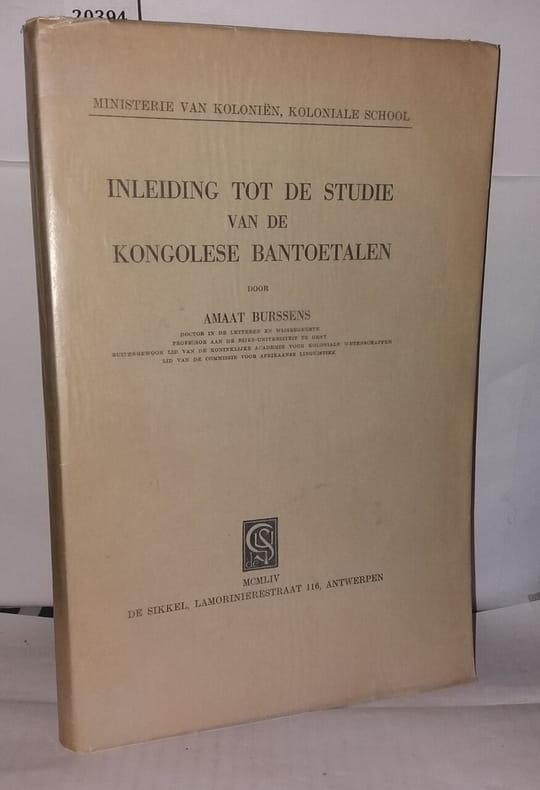 20394
MINISTERIE VAN KOLONIËN, KOLONIALE SCHOOL
INLEIDING TOT DE STUDIE
VAN DE
KONGOLESE BANTOETALEN
DOOR
AMAAT BURSSENS
DOCTOR IN DE LETTEREN EN WIJSBEGEERTE
PROFESSOR AAN DE RIJKS-UNIVERSITEIT TE GENT
BUITENGEWOON LID VAN DE KONINKLIJKE ACADEMIE VOOR KOLONIALE WETENSCHAPPEN
LID VAN DE COMMISSIE VOOR AFRIKAANSE LINGUISTIEK
MCMLIV
DE SIKKEL, LAMORINIERESTRAAT 116, ANTWERPEN